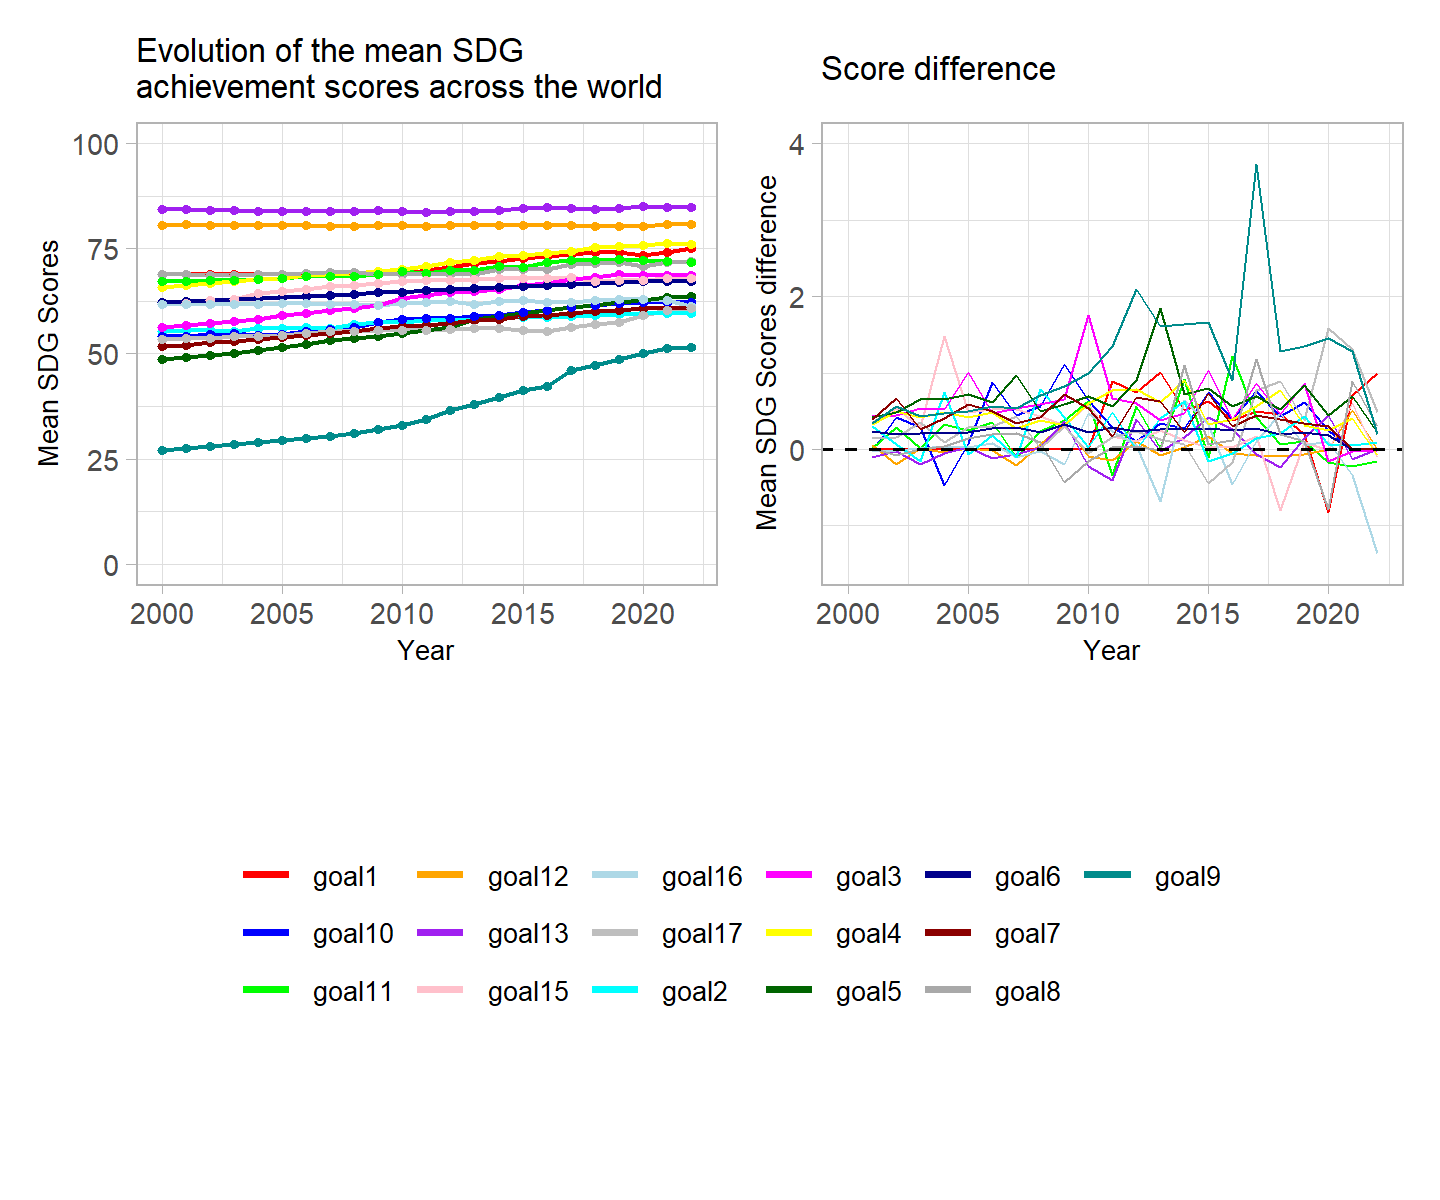 Evolution of the mean SDG
achievement scores across the world
Score difference
Mean SDG Scores
100
75
50
25
0
2000 2005 2010 2015 2020
Year
Mean SDG Scores difference
4
2
0
2000 2005 2010 2015 2020
Year
goal1 goal12 goal16 goal3 goal6 goal9
goal10 goal13 goal17 goal4 goal7
goal11 goal15 goal2 goal5 goal8